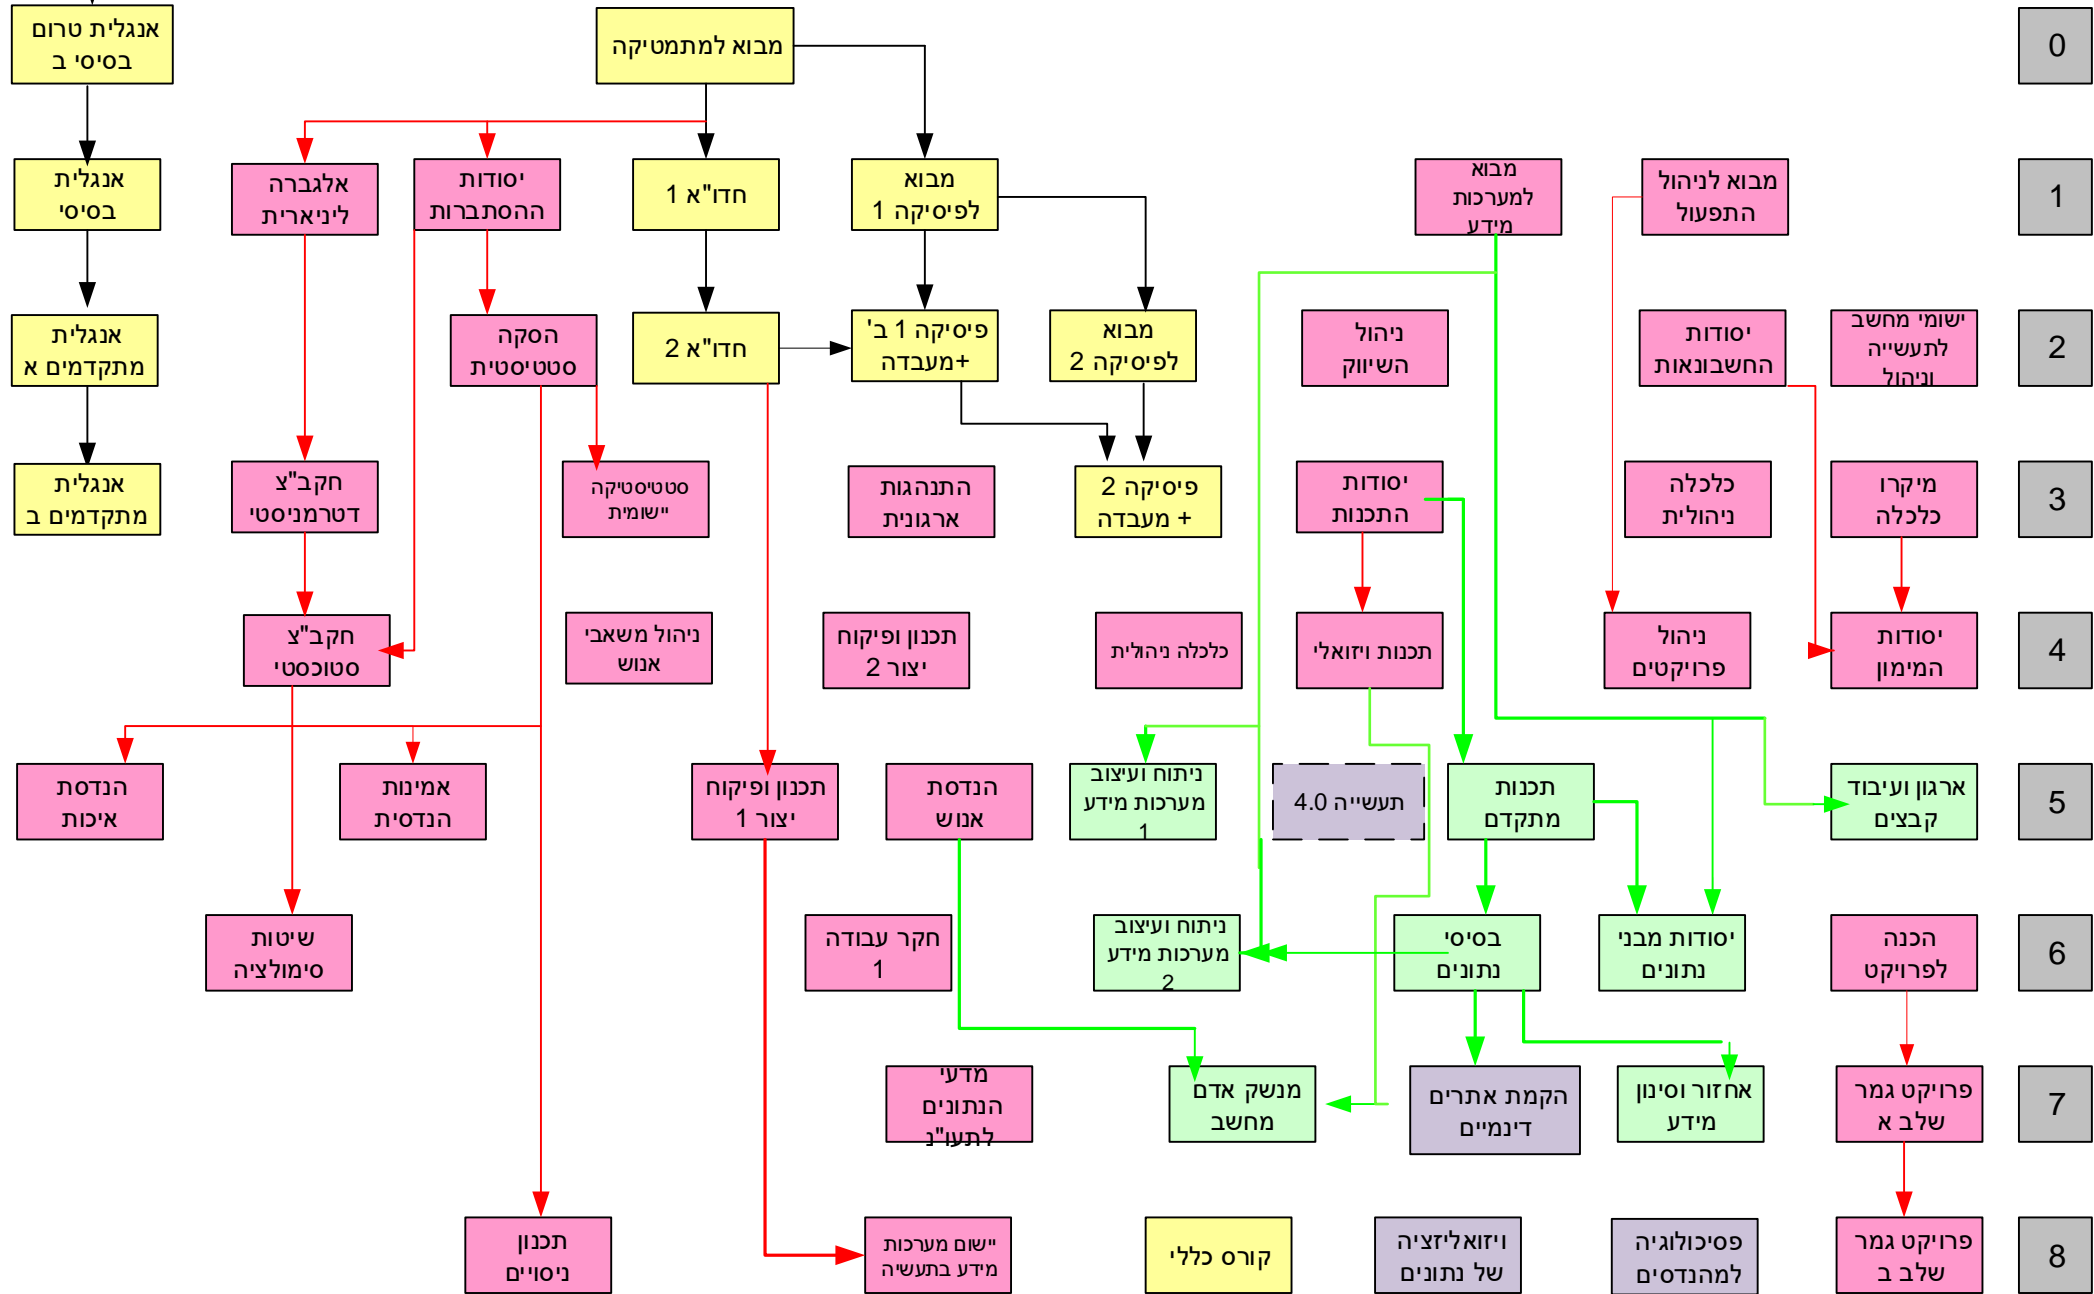 אנגלית טרום
בסיסי ב
מבוא למתמטיקה
0
אנגלית
בסיסי
אלגברה
ליניארית
יסודות
ההסתברות
חדו"א 1
מבוא
לפיסיקה 1
מבוא
למערכות
מידע
מבוא לניהול
התפעול
1
אנגלית
מתקדמים א
הסקה
סטטיסטית
חדו"א 2
פיסיקה 1 ב'
+מעבדה
מבוא
לפיסיקה 2
ניהול
השיווק
יסודות
החשבונאות
ישומי מחשב
לתעשייה
וניהול
2
אנגלית
מתקדמים ב
חקב"צ
דטרמניסטי
סטטיסטיקה
יישומית
התנהגות
ארגונית
פיסיקה 2
+ מעבדה
יסודות
התכנות
כלכלה
ניהולית
מיקרו
כלכלה
3
חקב"צ
סטוכסטי
ניהול משאבי
אנוש
תכנון ופיקוח
יצור 2
כלכלה ניהולית
תכנות ויזואלי
ניהול
פרויקטים
יסודות
המימון
4
הנדסת
איכות
אמינות
הנדסית
תכנון ופיקוח
יצור 1
הנדסת
אנוש
ניתוח ועיצוב
מערכות מידע
1
תעשייה 4.0
תכנות
מתקדם
ארגון ועיבוד
קבצים
5
שיטות
סימולציה
חקר עבודה
1
ניתוח ועיצוב
מערכות מידע
2
בסיסי
נתונים
יסודות מבני
נתונים
הכנה
לפרויקט
6
מדעי
הנתונים
לתעו"נ
מנשק אדם
מחשב
הקמת אתרים
דינמיים
אחזור וסינון
מידע
פרויקט גמר
שלב א
7
תכנון
ניסויים
יישום מערכות
מידע בתעשיה
קורס כללי
ויזואליזציה
של נתונים
פסיכולוגיה
למהנדסים
פרויקט גמר
שלב ב
8